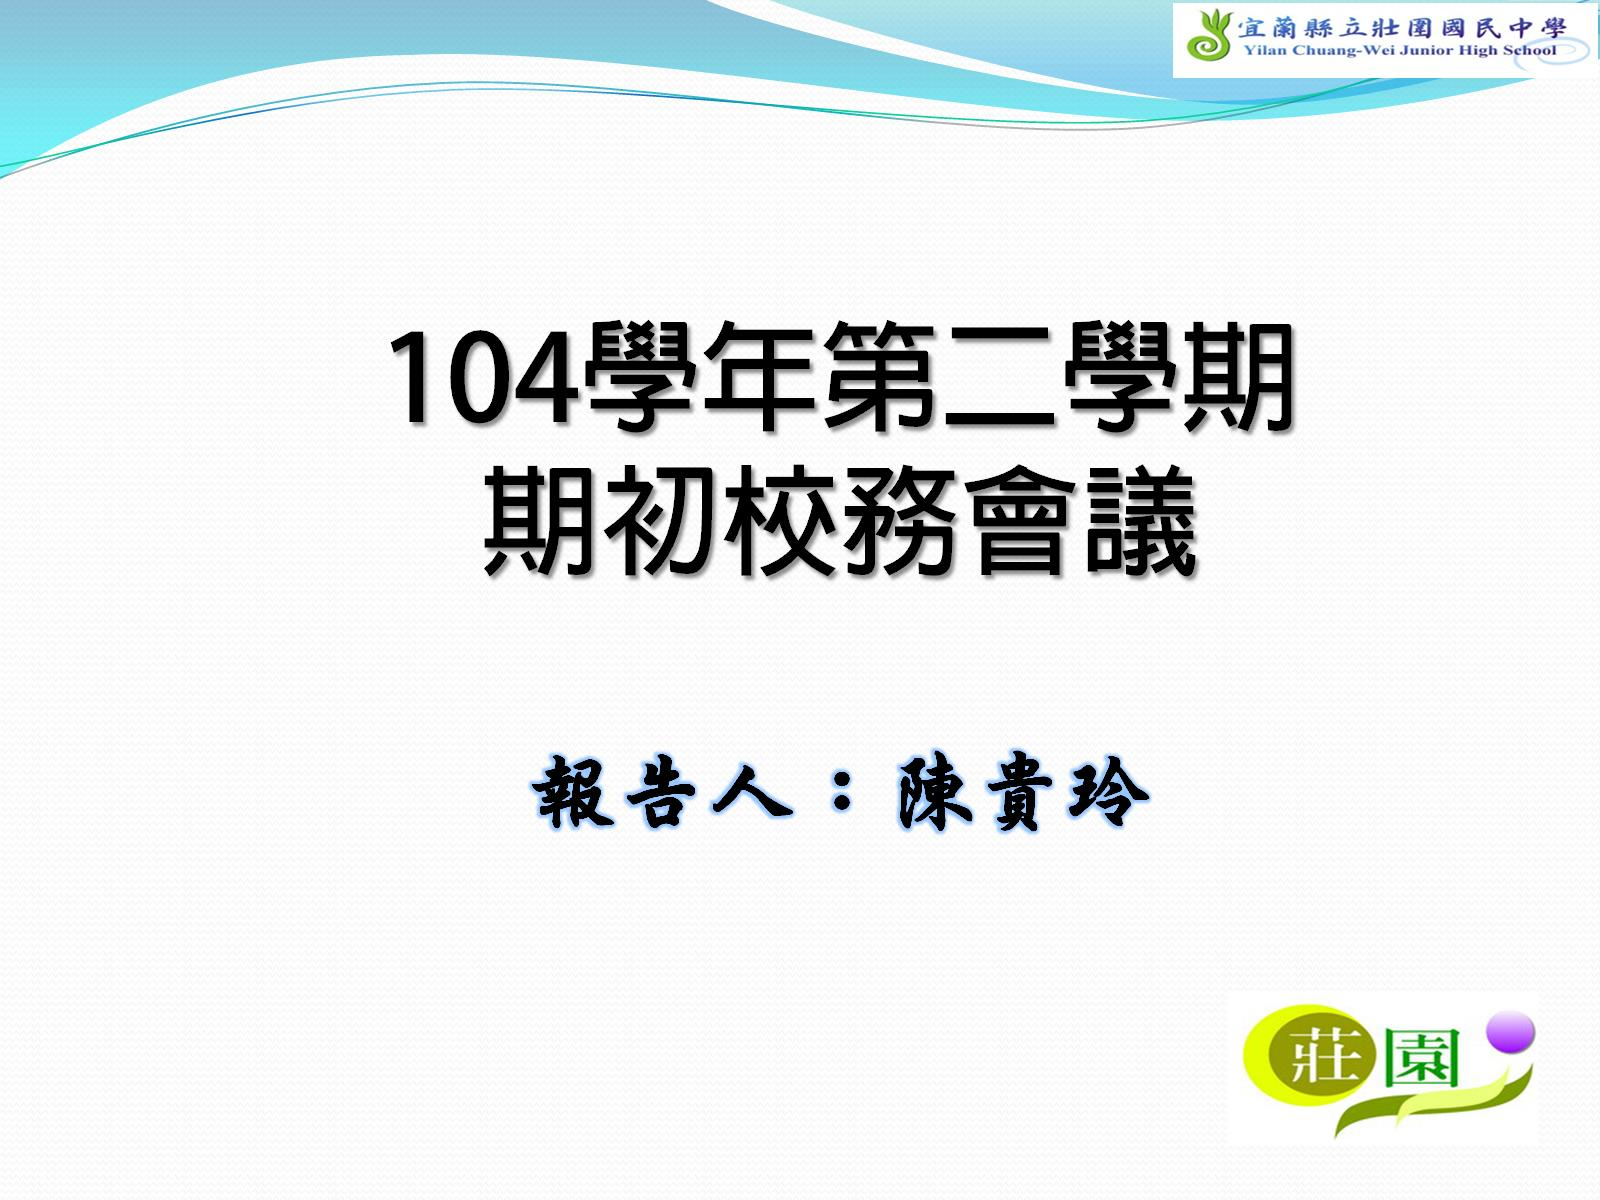 宜蘭縣立壯圍國民中學
Yilan Chuang-Wei Junior High School
104學年第二學期
期初校務會議
報告人：陳貴玲
莊園